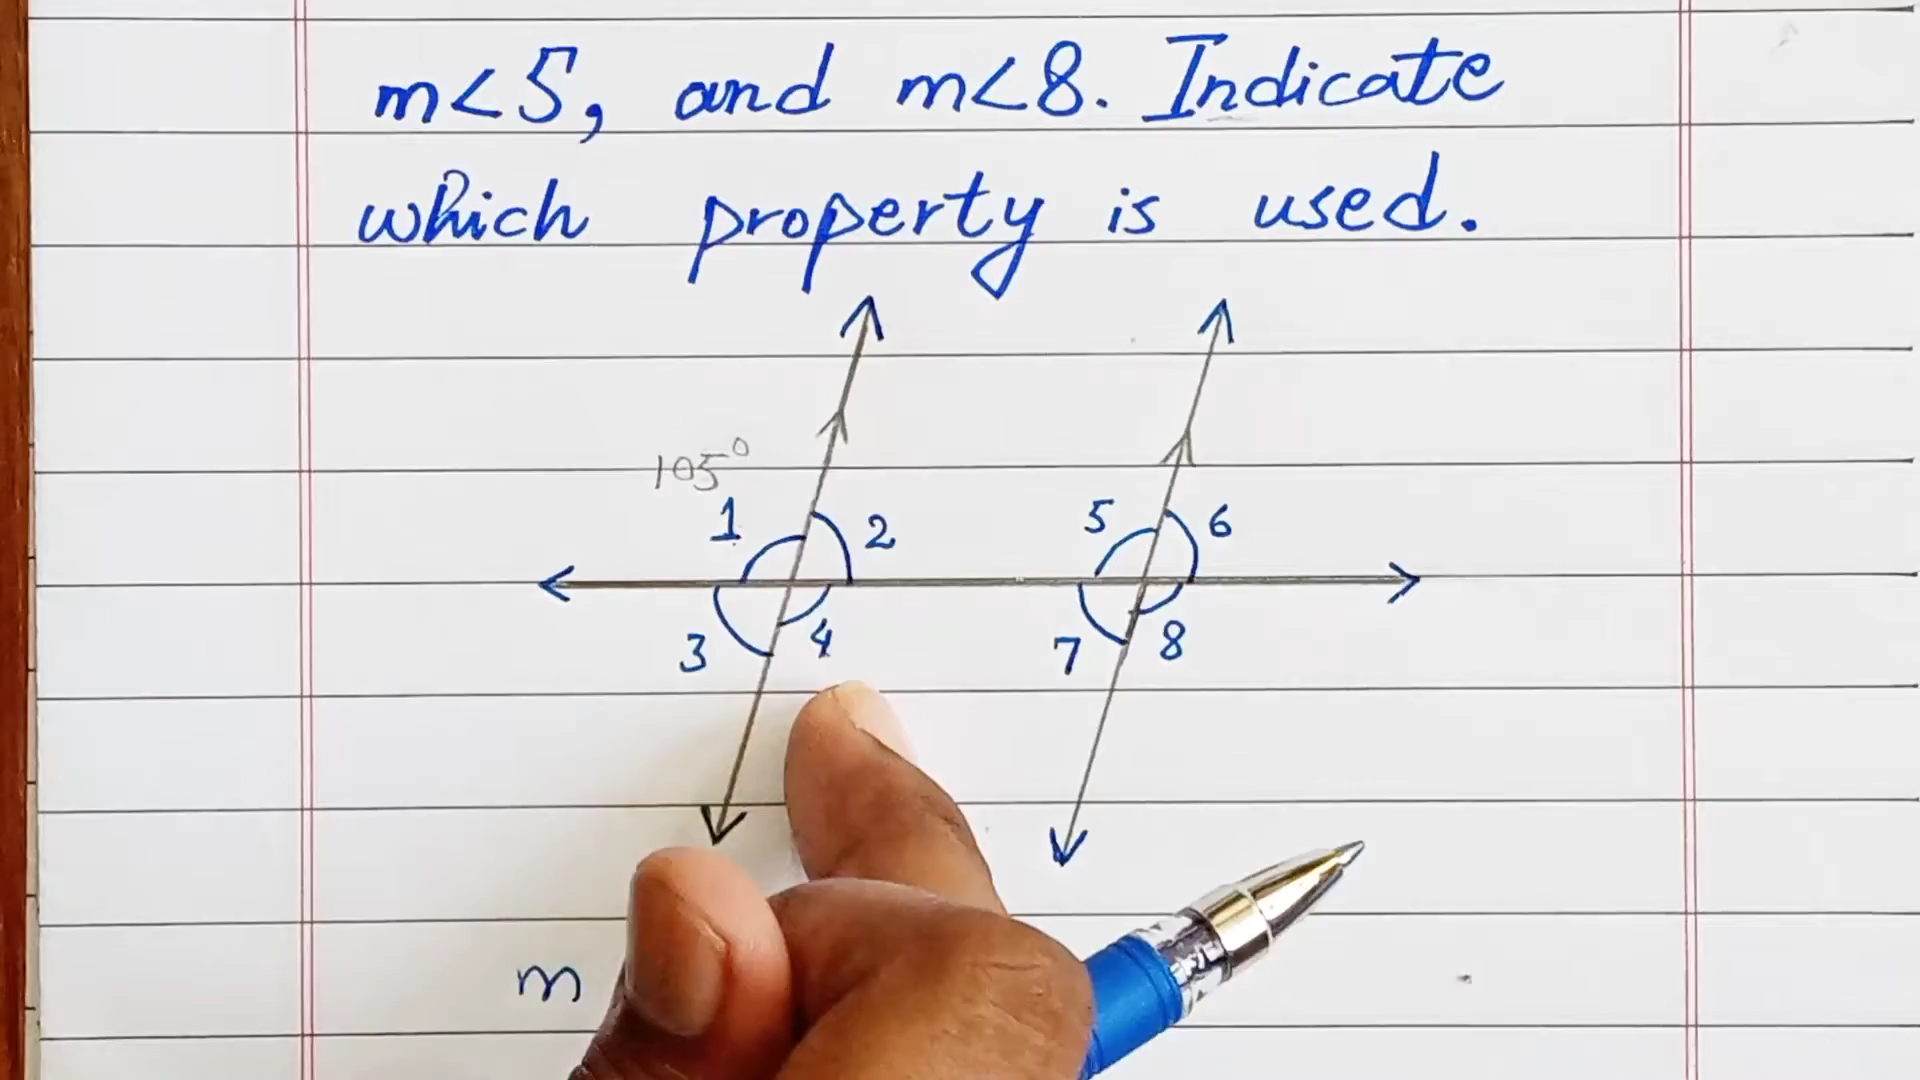 m<5, and m<8. Indicate
which property is used.
105°
1 2 5 6
3 4 7 8
m